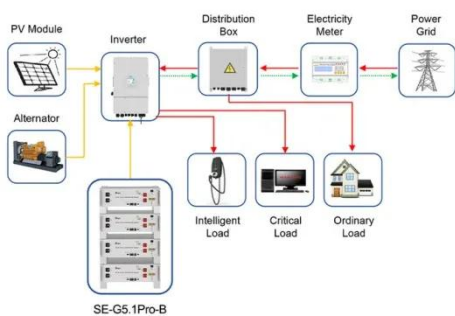 PV Module
Inverter
Distribution
Box
Electricity
Meter
Power
Grid
Alternator
Intelligent
Load
Critical
Load
Ordinary
Load
SE-G5.1Pro-B